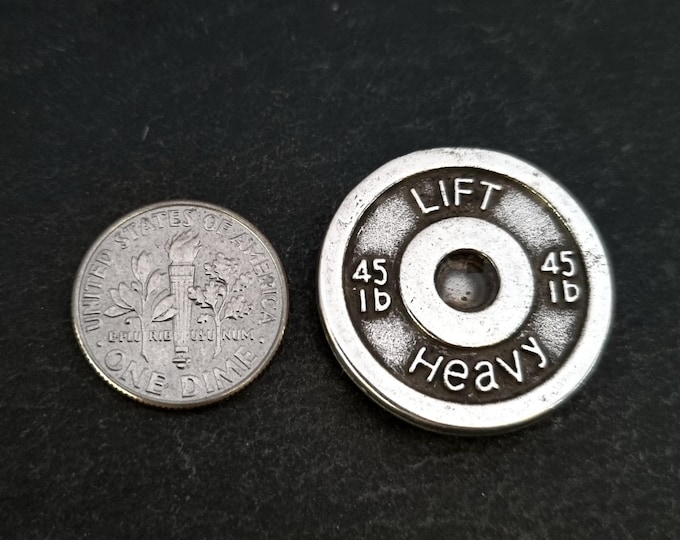 UNITED STATES OF AMERICA
E PLURIBUS UNUM
· ONE DIME ·
LIFT
45 45
lb lb
Heavy